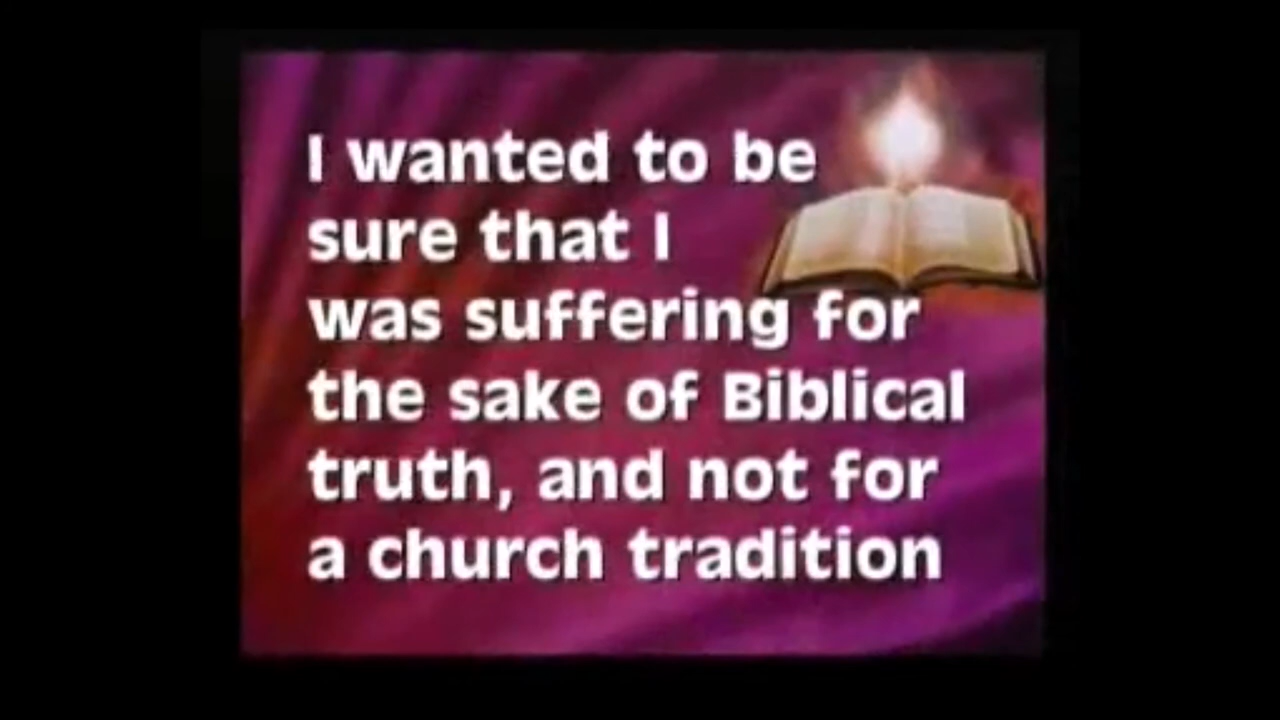 I wanted to be
sure that I
was suffering for
the sake of Biblical
truth, and not for
a church tradition